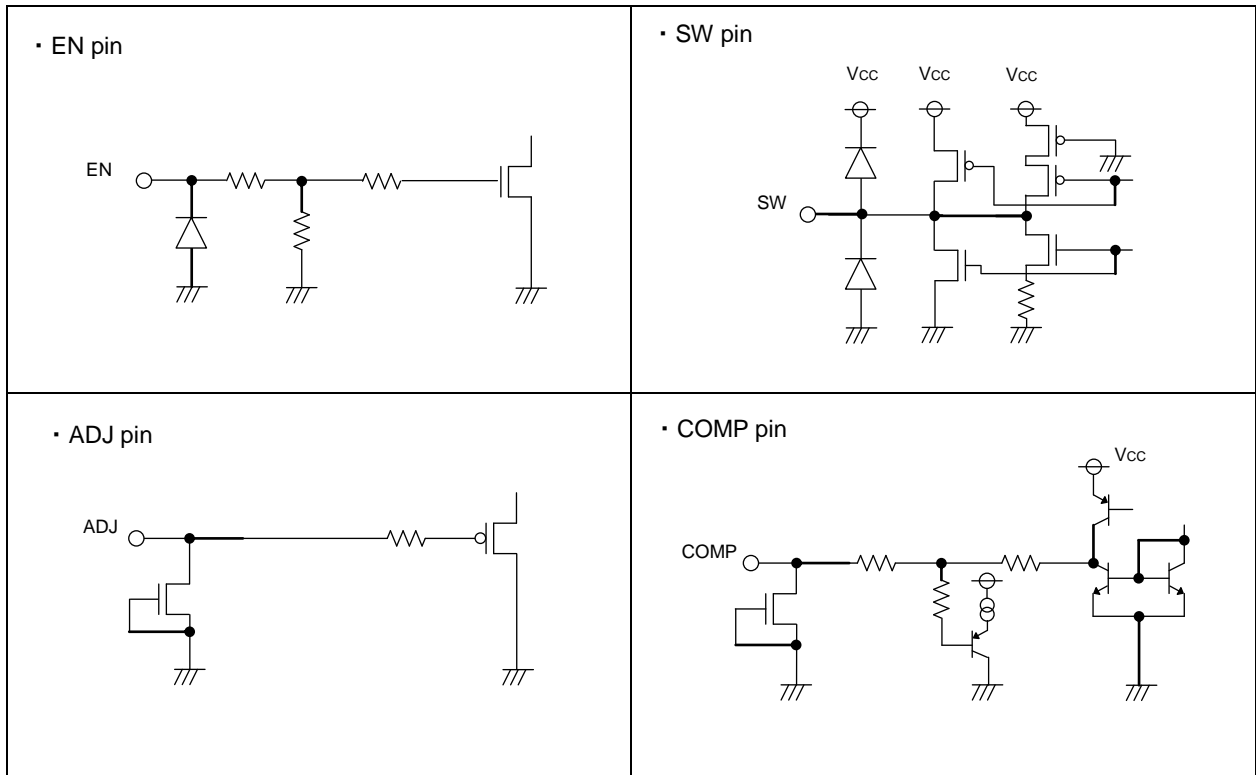 ・EN pin
EN
・SW pin
VCC VCC VCC
SW
・ADJ pin
ADJ
・COMP pin
VCC
COMP